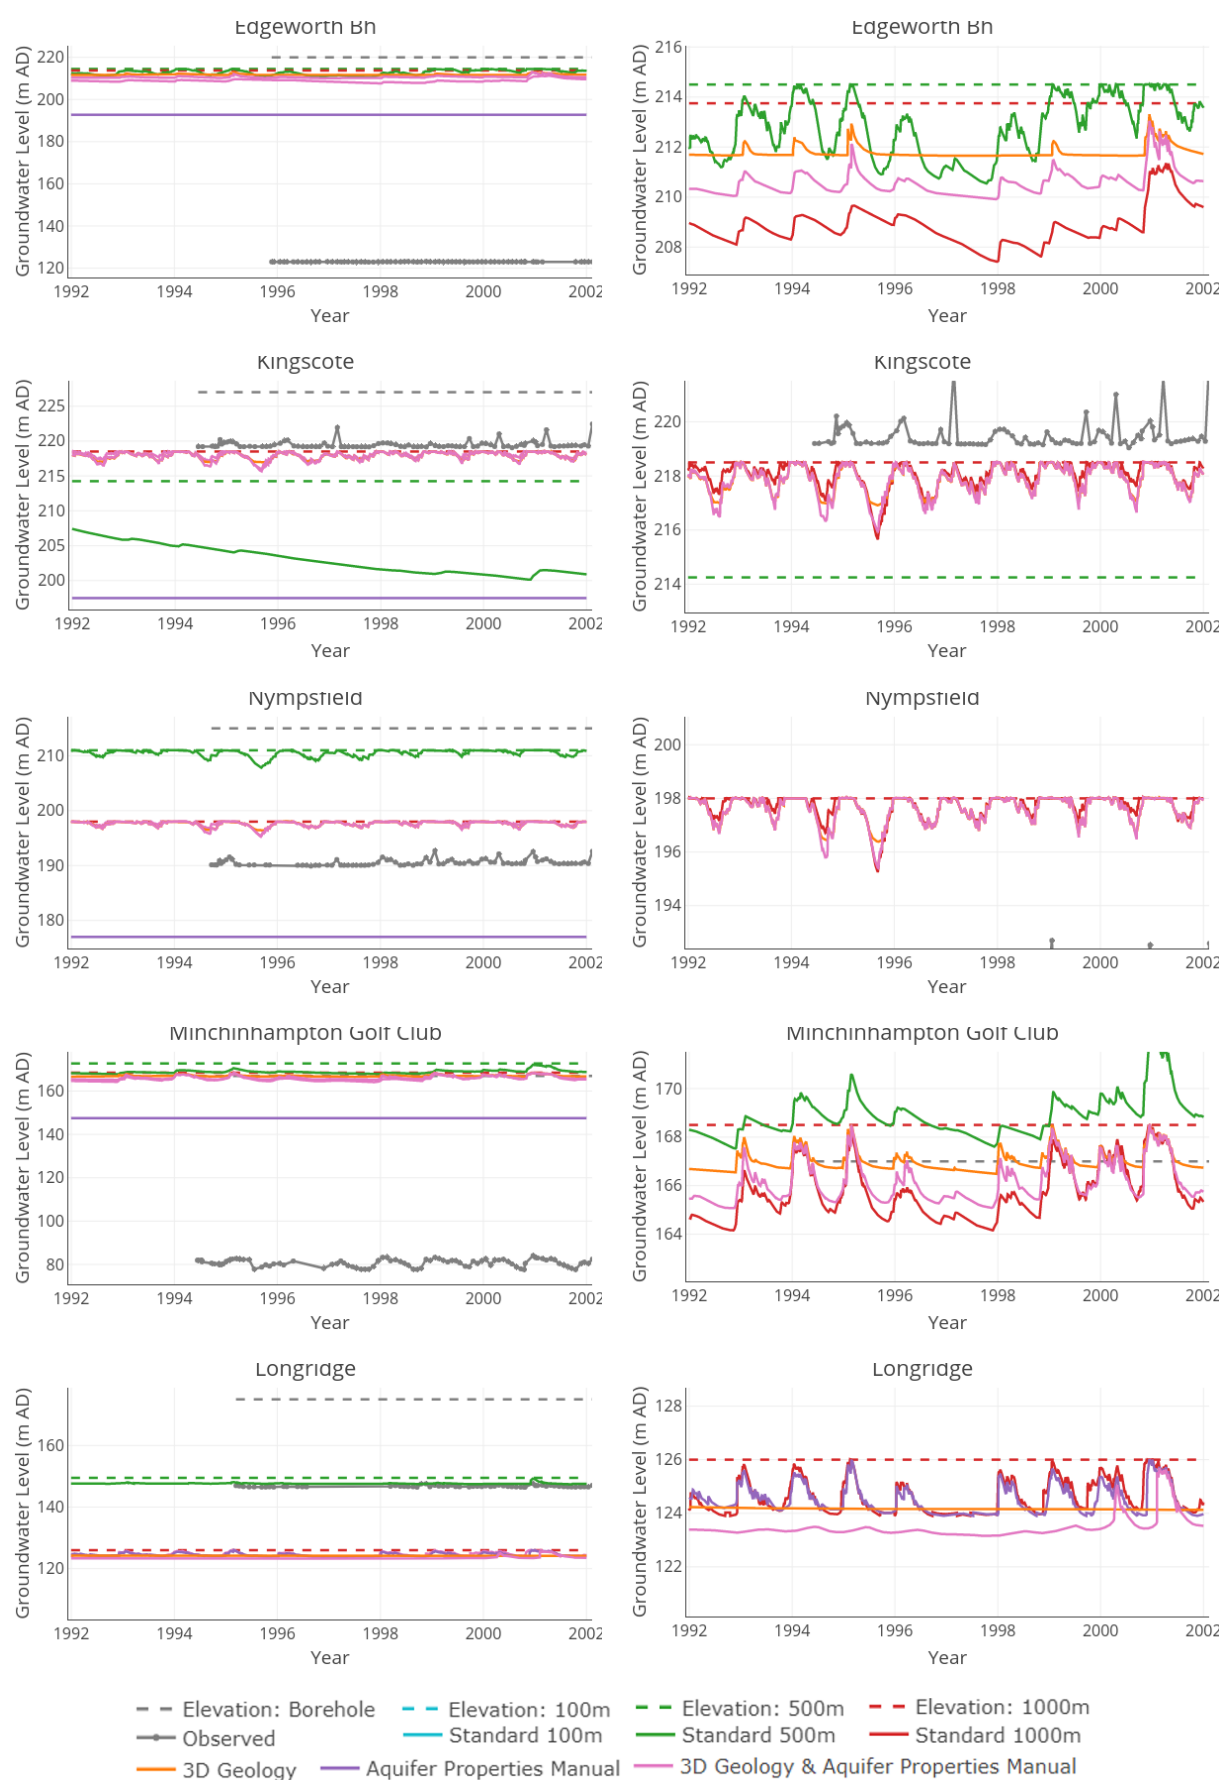 Edgeworth Bh
Edgeworth Bh
Groundwater Level (m AD)
220
200
180
160
140
120
1992
1994
1996
1998
2000
2002
Year
Groundwater Level (m AD)
216
214
212
210
208
1992
1994
1996
1998
2000
2002
Year
Kingscote
Kingscote
Groundwater Level (m AD)
225
220
215
210
205
200
1992
1994
1996
1998
2000
2002
Year
Groundwater Level (m AD)
220
218
216
214
1992
1994
1996
1998
2000
2002
Year
Nympsfield
Nympsfield
Groundwater Level (m AD)
210
200
190
180
1992
1994
1996
1998
2000
2002
Year
Groundwater Level (m AD)
200
198
196
194
1992
1994
1996
1998
2000
2002
Year
Minchinhampton Golf Club
Minchinhampton Golf Club
Groundwater Level (m AD)
160
140
120
100
80
1992
1994
1996
1998
2000
2002
Year
Groundwater Level (m AD)
170
168
166
164
1992
1994
1996
1998
2000
2002
Year
Longridge
Longridge
Groundwater Level (m AD)
160
140
120
1992
1994
1996
1998
2000
2002
Year
Groundwater Level (m AD)
128
126
124
122
1992
1994
1996
1998
2000
2002
Year
Elevation: Borehole
Elevation: 100m
Elevation: 500m
Elevation: 1000m
Observed
Standard 100m
Standard 500m
Standard 1000m
3D Geology
Aquifer Properties Manual
3D Geology & Aquifer Properties Manual